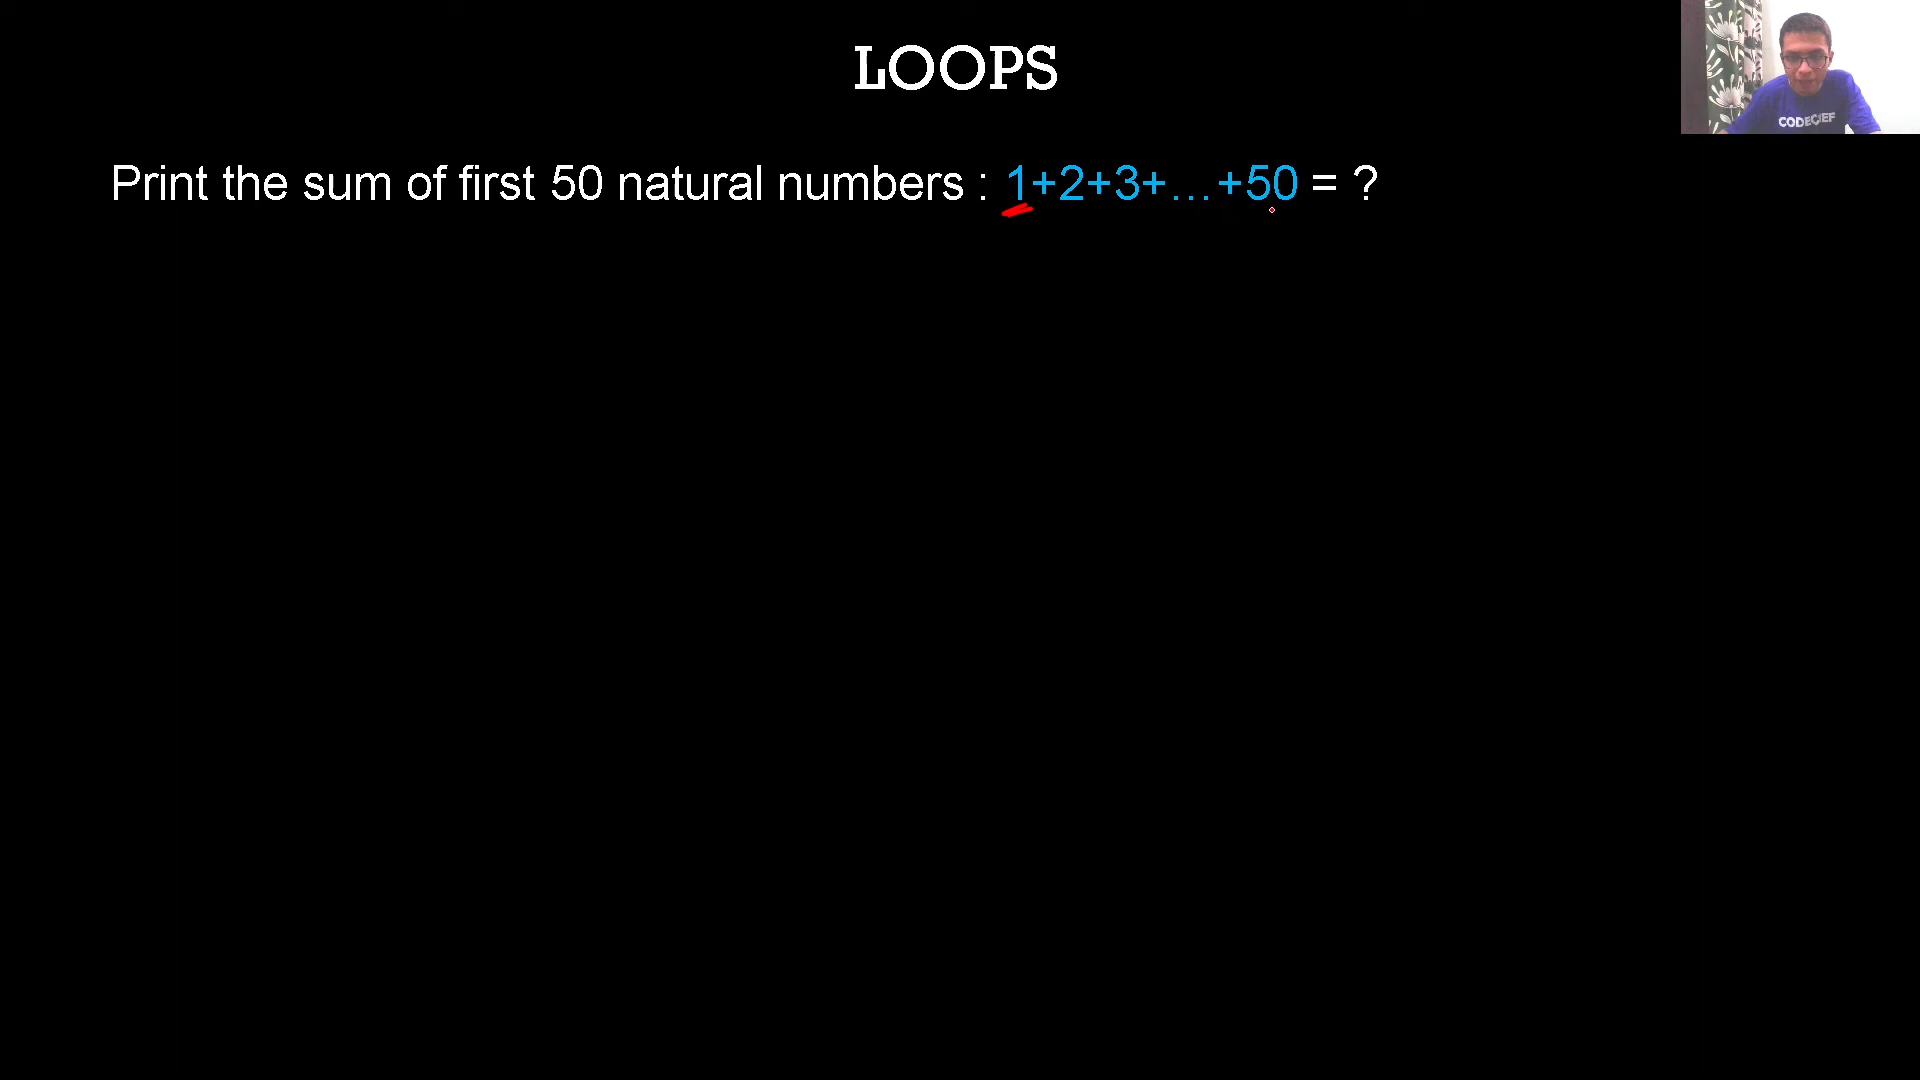 LOOPS
Print the sum of first 50 natural numbers : 1+2+3+...+50 = ?